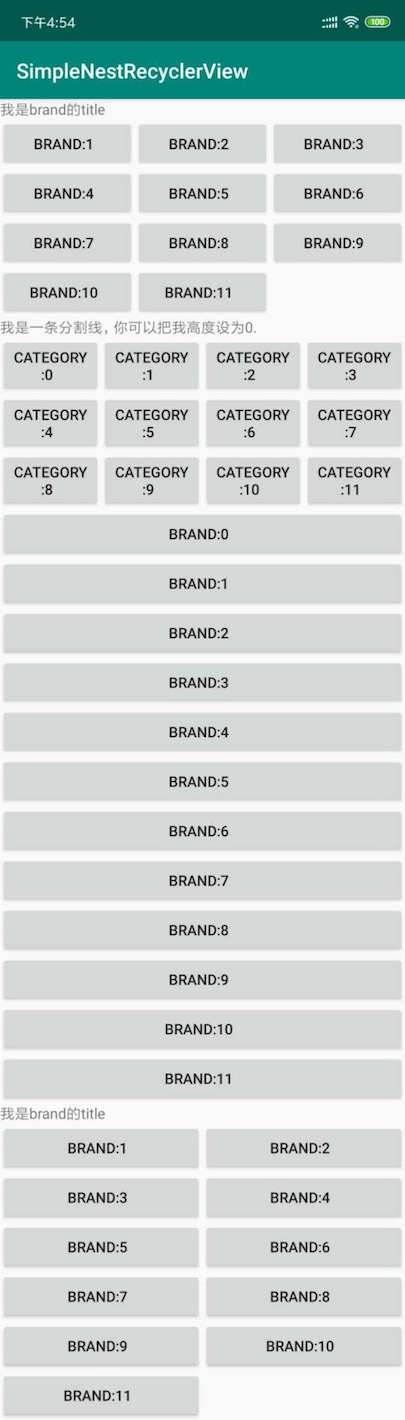 下午4:54
100
SimpleNestRecyclerView
我是brand的title
BRAND:1 BRAND:2 BRAND:3
BRAND:4 BRAND:5 BRAND:6
BRAND:7 BRAND:8 BRAND:9
BRAND:10 BRAND:11
我是一条分割线，你可以把我高度设为0.
CATEGORY CATEGORY CATEGORY CATEGORY
:0 :1 :2 :3
CATEGORY CATEGORY CATEGORY CATEGORY
:4 :5 :6 :7
CATEGORY CATEGORY CATEGORY CATEGORY
:8 :9 :10 :11
BRAND:0
BRAND:1
BRAND:2
BRAND:3
BRAND:4
BRAND:5
BRAND:6
BRAND:7
BRAND:8
BRAND:9
BRAND:10
BRAND:11
我是brand的title
BRAND:1 BRAND:2
BRAND:3 BRAND:4
BRAND:5 BRAND:6
BRAND:7 BRAND:8
BRAND:9 BRAND:10
BRAND:11